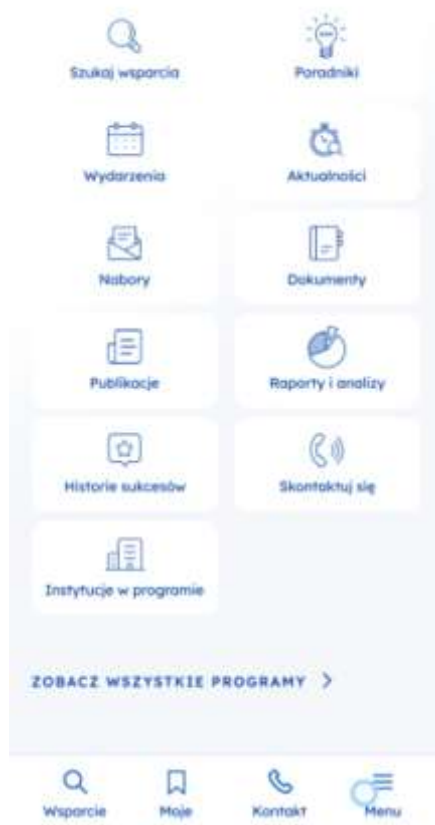 Szukaj wsparcia
Poradniki
Wydarzenia
Aktualności
Nabory
Dokumenty
Publikacje
Raporty i analizy
Historie sukcesów
Skontaktuj się
Instytucje w programie
ZOBACZ WSZYSTKIE PROGRAMY
Wsparcie
Moje
Kontakt
Menu